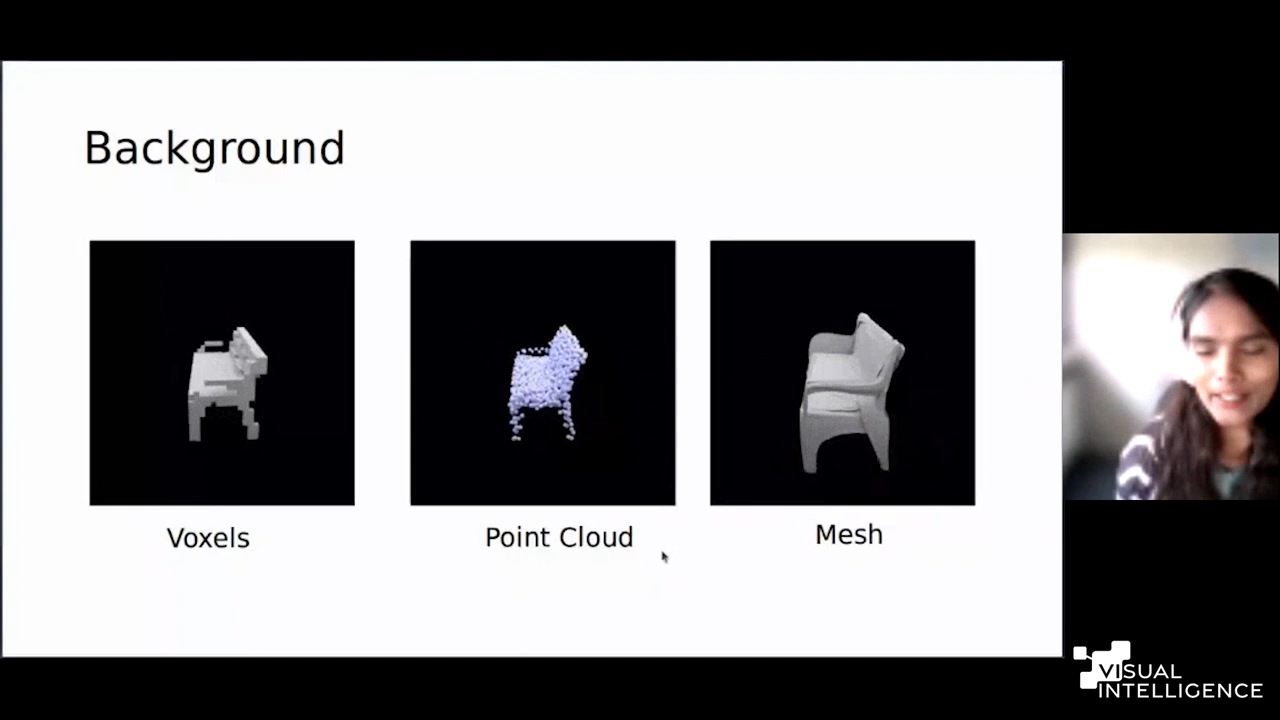 Background
Voxels
Point Cloud
Mesh
VISUAL
INTELLIGENCE